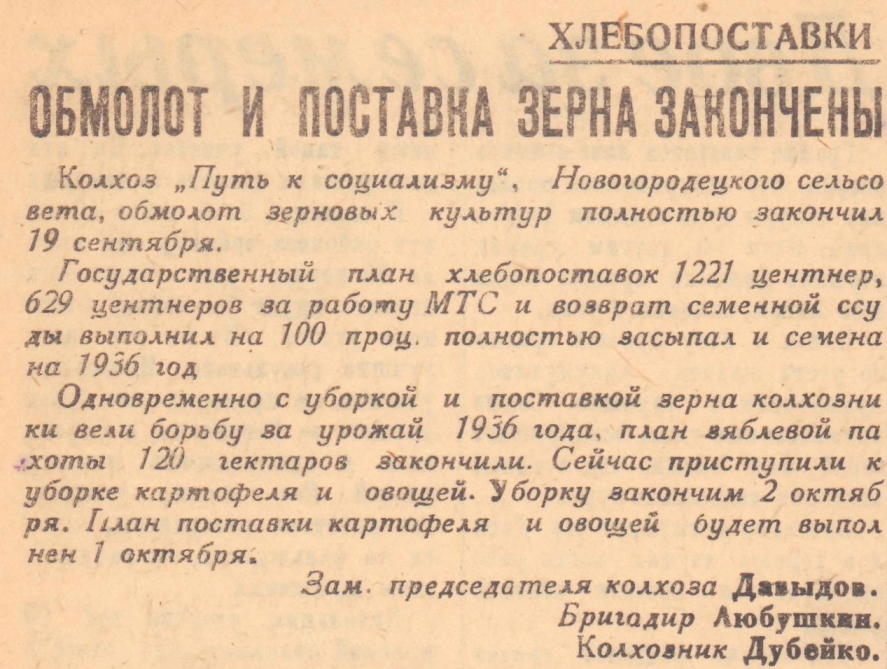 ХЛЕБОПОСТАВКИ
ОБМОЛОТ И ПОСТАВКА ЗЕРНА ЗАКОНЧЕНЫ
Колхоз „Путь к социализму“, Новогородецкого сельсо
вета, обмолот зерновых культур полностью закончил
19 сентября.
Государственный план хлебопоставок 1221 центнер,
629 центнеров за работу МТС и возврат семенной ссу
ды выполнил на 100 проц. полностью засыпал и семена
на 1936 год
Одновременно с уборкой и поставкой зерна колхозни
ки вели борьбу за урожай 1936 года, план зяблевой па
хоты 120 гектаров закончили. Сейчас приступили к
уборке картофеля и овощей. Уборку закончим 2 октяб
ря. План поставки картофеля и овощей будет выпол
нен 1 октября.
Зам. председателя колхоза Давыдов.
Бригадир Любушкин.
Колховник Дубейко.